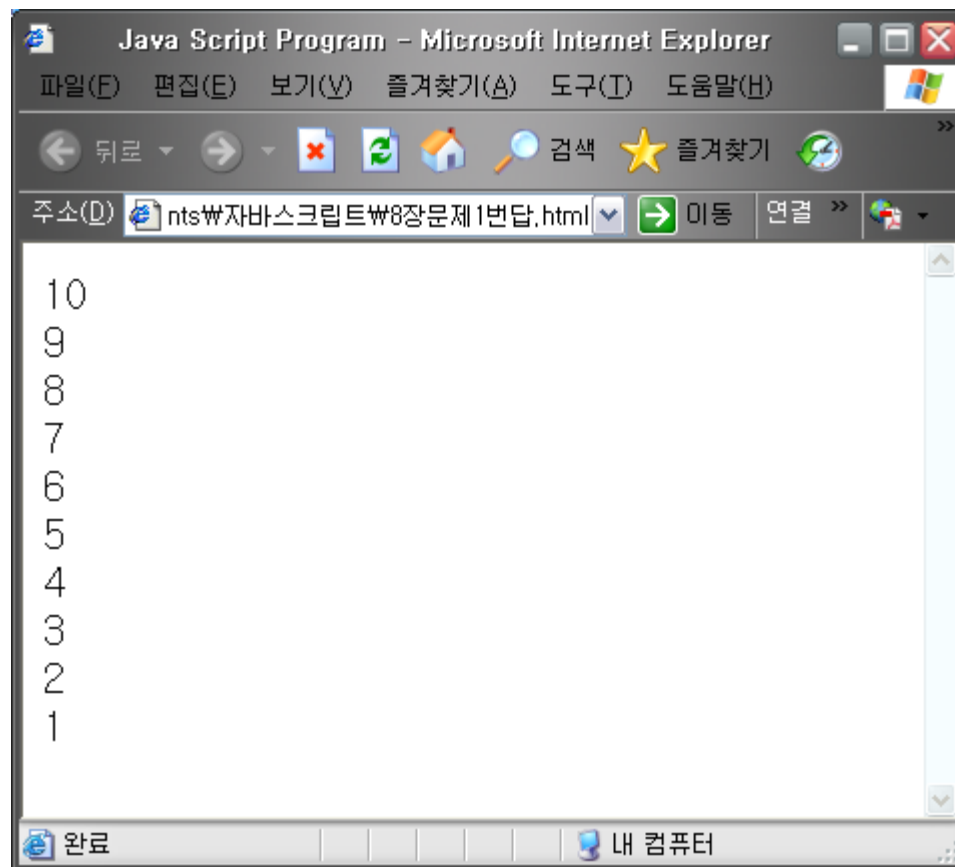 Java Script Program - Microsoft Internet Explorer
파일(F) 편집(E) 보기(V) 즐겨찾기(A) 도구(T) 도움말(H)
뒤로 검색 즐겨찾기 »
주소(D) nts₩자바스크립트₩8장문제1번답.html 이동 연결 »
10
9
8
7
6
5
4
3
2
1
완료 내 컴퓨터